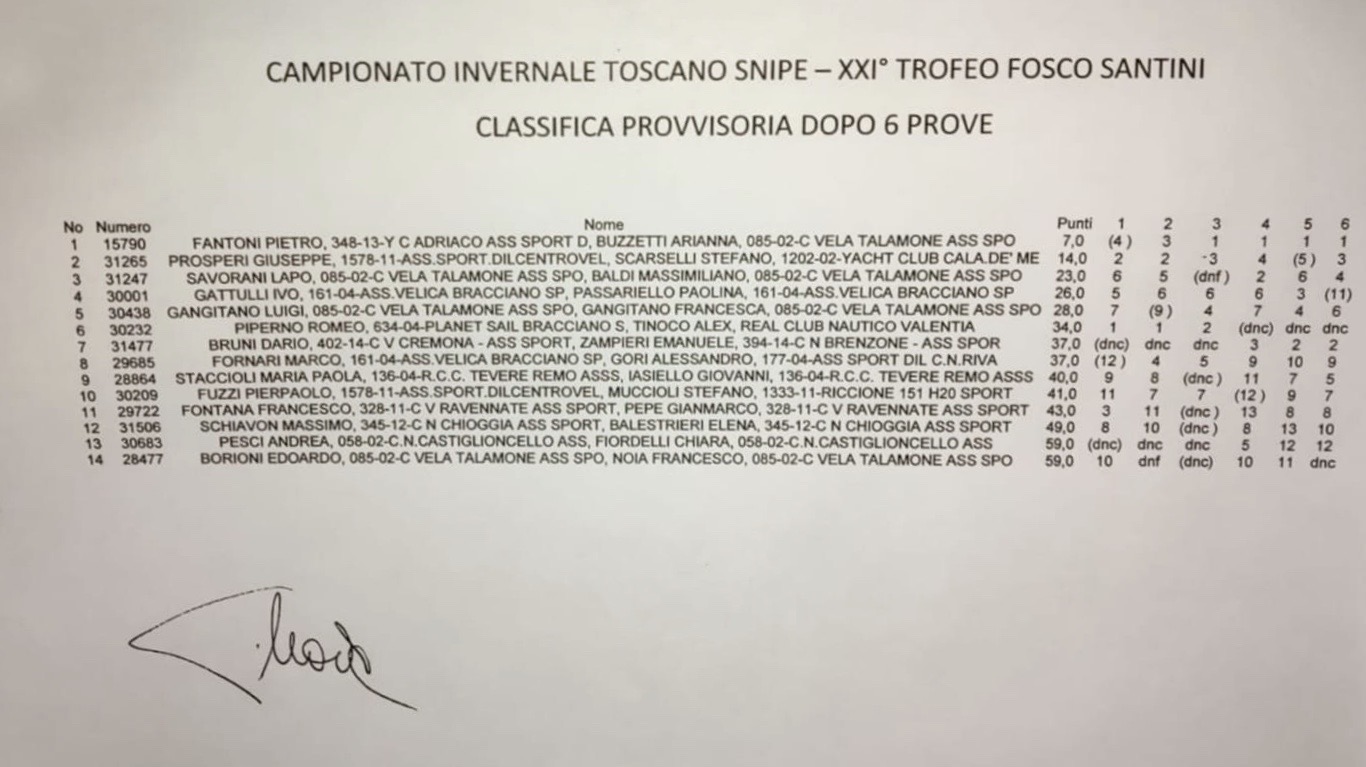 CAMPIONATO INVERNALE TOSCANO SNIPE – XXI° TROFEO FOSCO SANTINI
CLASSIFICA PROVVISORIA DOPO 6 PROVE
No Numero Nome Punti 1 2 3 4 5 6
1 15790 FANTONI PIETRO, 348-13-Y C ADRIACO ASS SPORT D, BUZZETTI ARIANNA, 085-02-C VELA TALAMONE ASS SPO 7,0 (4) 3 1 1 1 1
2 31265 PROSPERI GIUSEPPE, 1578-11-ASS.SPORT.DILCENTROVEL, SCARSELLI STEFANO, 1202-02-YACHT CLUB CALA.DE' ME 14,0 2 2 3 4 (5) 3
3 31247 SAVORANI LAPO, 085-02-C VELA TALAMONE ASS SPO, BALDI MASSIMILIANO, 085-02-C VELA TALAMONE ASS SPO 23,0 6 5 (dnf) 2 6 4
4 30001 GATTULLI IVO, 161-04-ASS.VELICA BRACCIANO SP, PASSARIELLO PAOLINA, 161-04-ASS.VELICA BRACCIANO SP 26,0 5 6 6 6 3 (11)
5 30438 GANGITANO LUIGI, 085-02-C VELA TALAMONE ASS SPO, GANGITANO FRANCESCA, 085-02-C VELA TALAMONE ASS SPO 28,0 7 (9) 4 7 4 6
6 30232 PIPERNO ROMEO, 634-04-PLANET SAIL BRACCIANO S, TINOCO ALEX, REAL CLUB NAUTICO VALENTIA 34,0 1 1 2 (dnc) dnc dnc
7 31477 BRUNI DARIO, 402-14-C V CREMONA - ASS SPORT, ZAMPIERI EMANUELE, 394-14-C N BRENZONE - ASS SPOR 37,0 (dnc) dnc dnc 3 2 2
8 29685 FORNARI MARCO, 161-04-ASS.VELICA BRACCIANO SP, GORI ALESSANDRO, 177-04-ASS SPORT DIL C.N.RIVA 37,0 (12) 4 5 9 10 9
9 28864 STACCIOLI MARIA PAOLA, 136-04-R.C.C. TEVERE REMO ASSS, IASIELLO GIOVANNI, 136-04-R.C.C. TEVERE REMO ASSS 40,0 9 8 (dnc) 11 7 5
10 30209 FUZZI PIERPAOLO, 1578-11-ASS.SPORT.DILCENTROVEL, MUCCIOLI STEFANO, 1333-11-RICCIONE 151 H20 SPORT 41,0 11 7 7 (12) 9 7
11 29722 FONTANA FRANCESCO, 328-11-C V RAVENNATE ASS SPORT, PEPE GIANMARCO, 328-11-C V RAVENNATE ASS SPORT 43,0 3 11 (dnc) 13 8 8
12 31506 SCHIAVON MASSIMO, 345-12-C N CHIOGGIA ASS SPORT, BALESTRIERI ELENA, 345-12-C N CHIOGGIA ASS SPORT 49,0 8 10 (dnc) 8 13 10
13 30683 PESCI ANDREA, 058-02-C.N.CASTIGLIONCELLO ASS, FIORDELLI CHIARA, 058-02-C.N.CASTIGLIONCELLO ASS 59,0 (dnc) dnc dnc 5 12 12
14 28477 BORIONI EDOARDO, 085-02-C VELA TALAMONE ASS SPO, NOIA FRANCESCO, 085-02-C VELA TALAMONE ASS SPO 59,0 10 dnf (dnc) 10 11 dnc